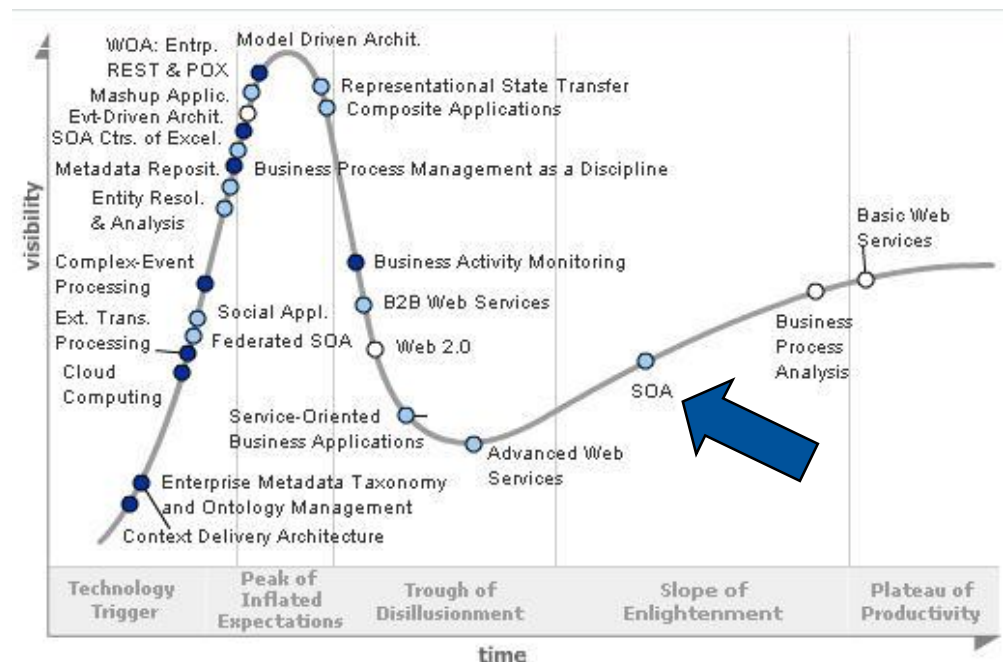 WOA: Entrp.
REST & POX
Model Driven Archit.
Mashup Applic.
Evt-Driven Archit.
SOA Ctrs. of Excel.
Metadata Reposit.
Entity Resol.
& Analysis
Complex-Event
Processing
Ext. Trans.
Processing
Cloud
Computing
Representational State Transfer
Composite Applications
Business Process Management as a Discipline
Business Activity Monitoring
B2B Web Services
Social Appl.
Federated SOA
Web 2.0
Service-Oriented
Business Applications
Advanced Web
Services
Enterprise Metadata Taxonomy
and Ontology Management
Context Delivery Architecture
SOA
Business
Process
Analysis
Basic Web
Services
visibility
Technology
Trigger
Peak of
Inflated
Expectations
Trough of
Disillusionment
Slope of
Enlightenment
Plateau of
Productivity
time